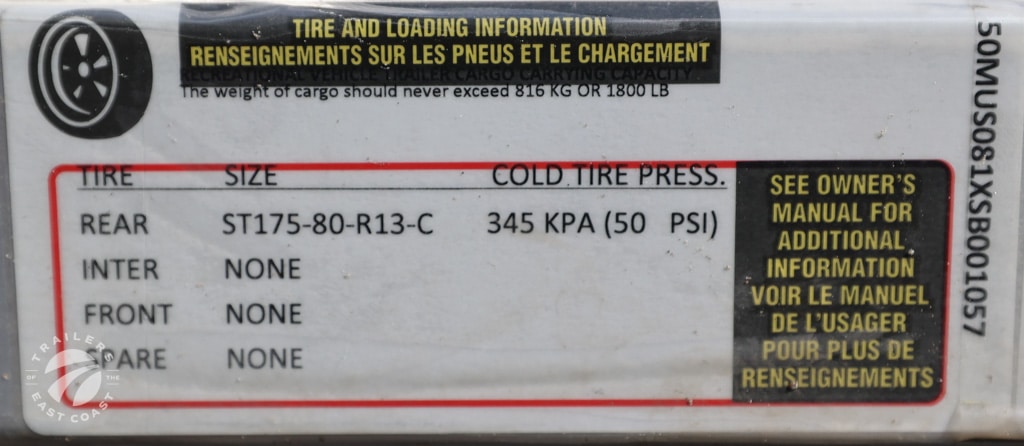 TIRE AND LOADING INFORMATION
RENSEIGNEMENTS SUR LES PNEUS ET LE CHARGEMENT
RECREATIONAL VEHICLE TRAILER CARGO CARRYING CAPACITY
The weight of cargo should never exceed 816 KG OR 1800 LB
TIRE SIZE COLD TIRE PRESS.
REAR ST175-80-R13-C 345 KPA (50 PSI)
INTER NONE
FRONT NONE
SPARE NONE
SEE OWNER'S
MANUAL FOR
ADDITIONAL
INFORMATION
VOIR LE MANUEL
DE L'USAGER
POUR PLUS DE
RENSEIGNEMENTS
50MUS081XSB001057
TRAILERS
OF THE
EAST COAST